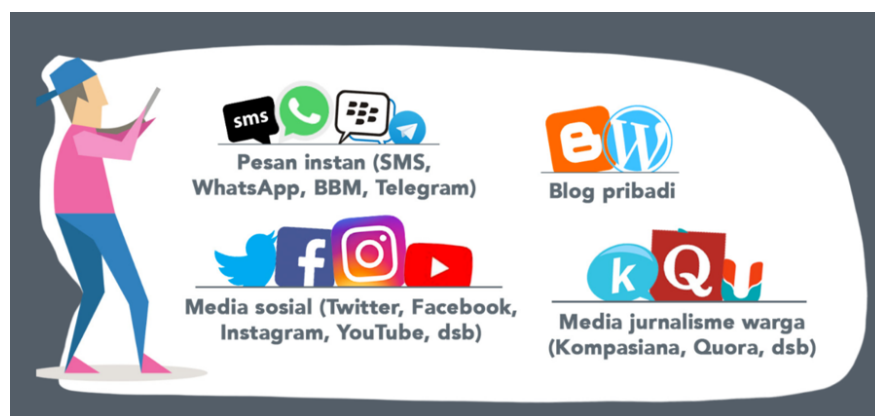 sms
Pesan instan (SMS,
WhatsApp, BBM, Telegram)
Blog pribadi
Media sosial (Twitter, Facebook,
Instagram, YouTube, dsb)
k Q
Media jurnalisme warga
(Kompasiana, Quora, dsb)